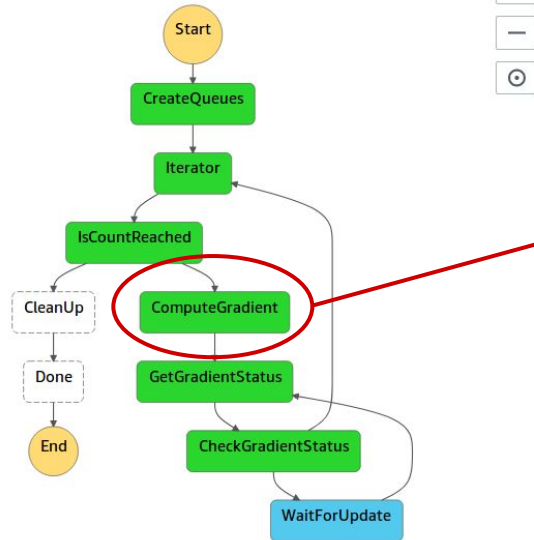 Start
CreateQueues
Iterator
IsCountReached
CleanUp
ComputeGradient
Done
GetGradientStatus
End
CheckGradientStatus
WaitForUpdate